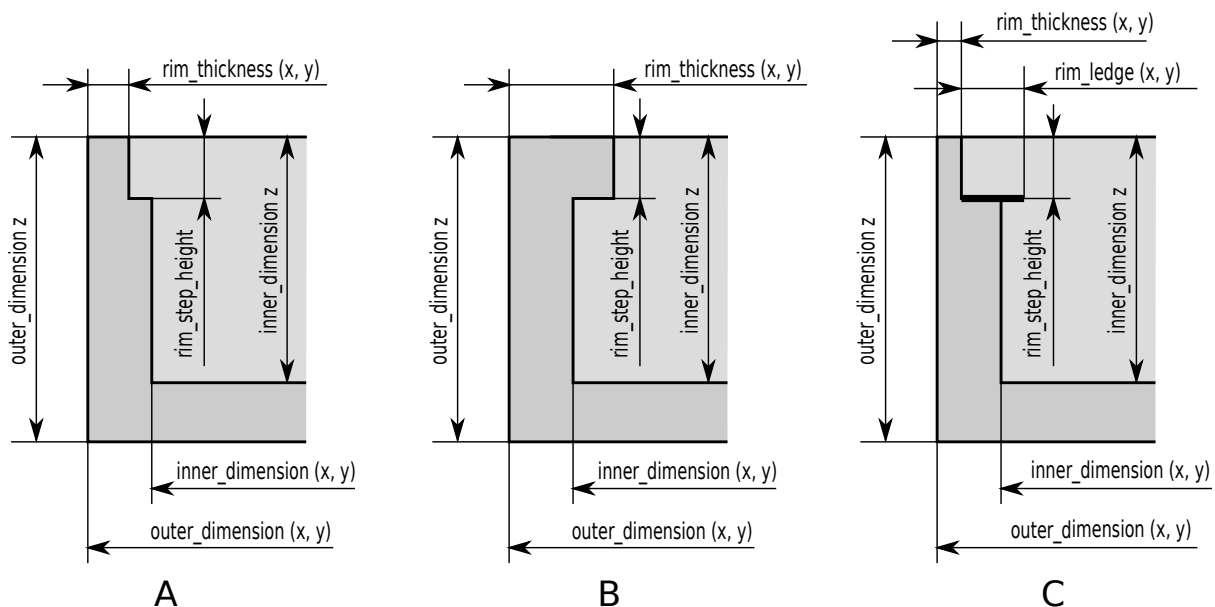 rim_thickness (x, y)
outer_dimension z
rim_step_height
inner_dimension z
inner_dimension (x, y)
outer_dimension (x, y)
A
rim_thickness (x, y)
outer_dimension z
rim_step_height
inner_dimension z
inner_dimension (x, y)
outer_dimension (x, y)
B
rim_thickness (x, y)
rim_ledge (x, y)
outer_dimension z
rim_step_height
inner_dimension z
inner_dimension (x, y)
outer_dimension (x, y)
C